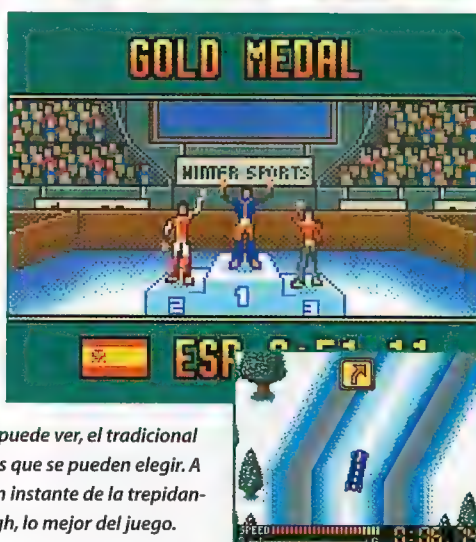 GOLD MEDAL
WINTER SPORTS
2 1 3
ESP
puede ver, el tradicional
s que se pueden elegir. A
n instante de la trepidan-
gh, lo mejor del juego.
SPEED